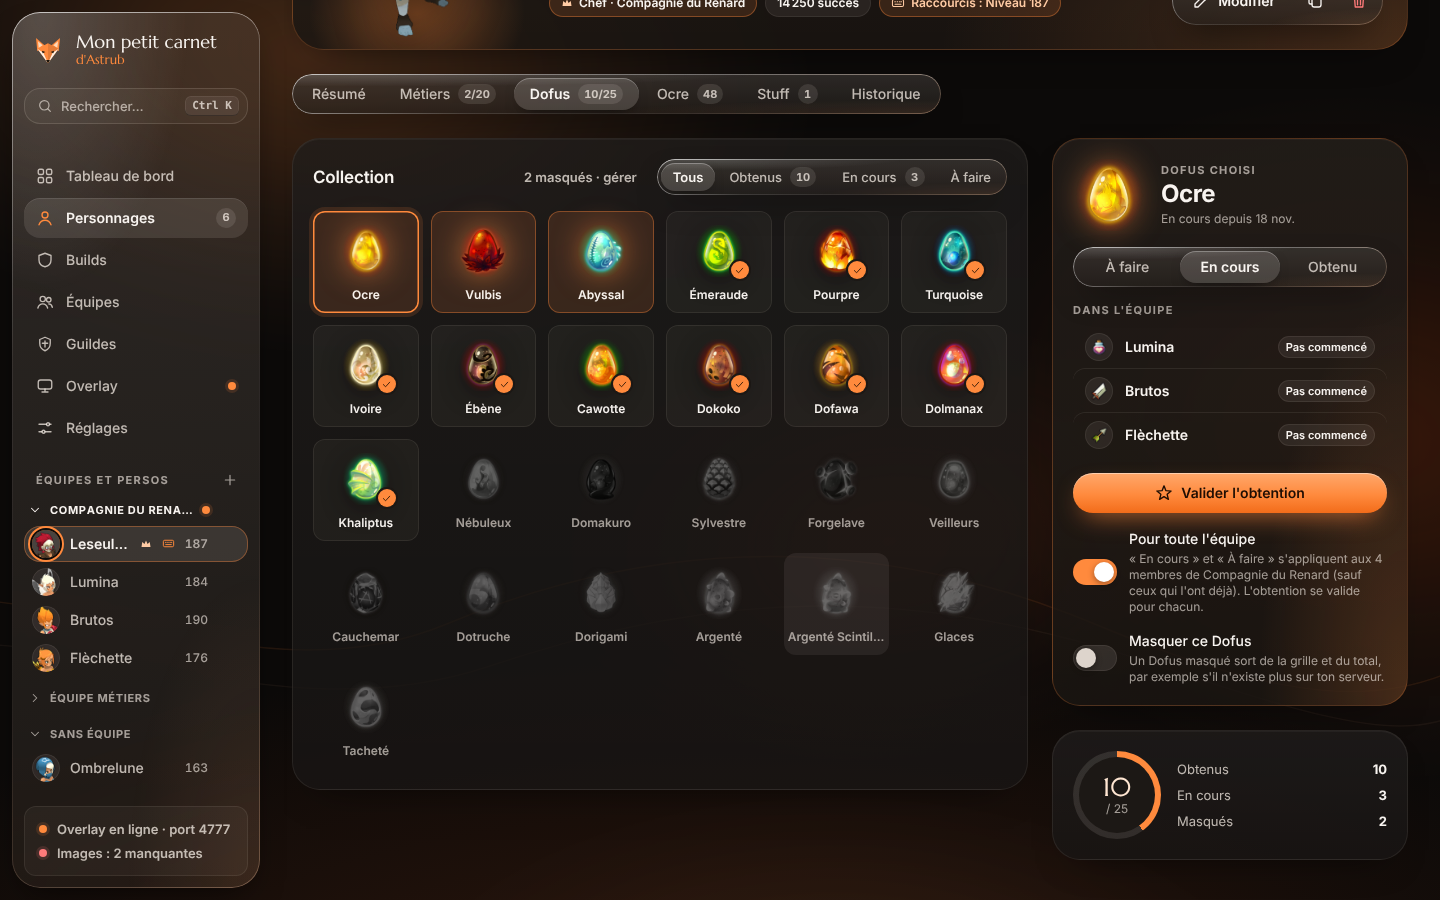 Mon petit carnet
d'Astrub
Rechercher...
Ctrl K
Tableau de bord
Personnages
6
Builds
Équipes
Guildes
Overlay
Réglages
ÉQUIPES ET PERSOS
COMPAGNIE DU RENA...
Leseul...
187
Lumina
184
Brutos
190
Flèchette
176
ÉQUIPE MÉTIERS
SANS ÉQUIPE
Ombrelune
163
Overlay en ligne · port 4777
Images : 2 manquantes
Chef · Compagnie du Renard
14 250 succès
Raccourcis : Niveau 187
Modifier
Résumé
Métiers 2/20
Dofus 10/25
Ocre 48
Stuff 1
Historique
Collection
2 masqués · gérer
Tous
Obtenus 10
En cours 3
À faire
Ocre
Vulbis
Abyssal
Émeraude
Pourpre
Turquoise
Ivoire
Ébène
Cawotte
Dokoko
Dofawa
Dolmanax
Khaliptus
Nébuleux
Domakuro
Sylvestre
Forgelave
Veilleurs
Cauchemar
Dotruche
Dorigami
Argenté
Argenté Scintil...
Glaces
Tacheté
DOFUS CHOISI
Ocre
En cours depuis 18 nov.
À faire
En cours
Obtenu
DANS L'ÉQUIPE
Lumina
Pas commencé
Brutos
Pas commencé
Flèchette
Pas commencé
Valider l'obtention
Pour toute l'équipe
« En cours » et « À faire » s'appliquent aux 4
membres de Compagnie du Renard (sauf
ceux qui l'ont déjà). L'obtention se valide
pour chacun.
Masquer ce Dofus
Un Dofus masqué sort de la grille et du total,
par exemple s'il n'existe plus sur ton serveur.
10
/ 25
Obtenus
10
En cours
3
Masqués
2